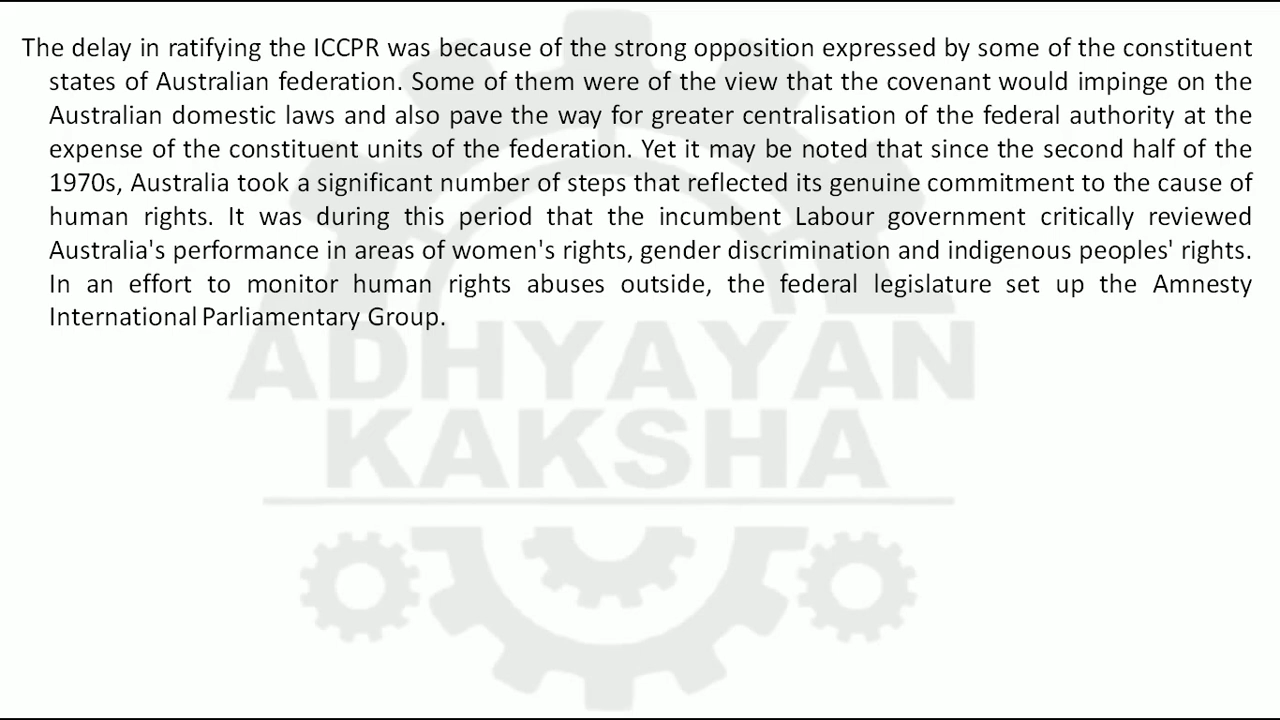 The delay in ratifying the ICCPR was because of the strong opposition expressed by some of the constituent
states of Australian federation. Some of them were of the view that the covenant would impinge on the
Australian domestic laws and also pave the way for greater centralisation of the federal authority at the
expense of the constituent units of the federation. Yet it may be noted that since the second half of the
1970s, Australia took a significant number of steps that reflected its genuine commitment to the cause of
human rights. It was during this period that the incumbent Labour government critically reviewed
Australia's performance in areas of women's rights, gender discrimination and indigenous peoples' rights.
In an effort to monitor human rights abuses outside, the federal legislature set up the Amnesty
International Parliamentary Group.
ADHYAYAN
KAKSHA